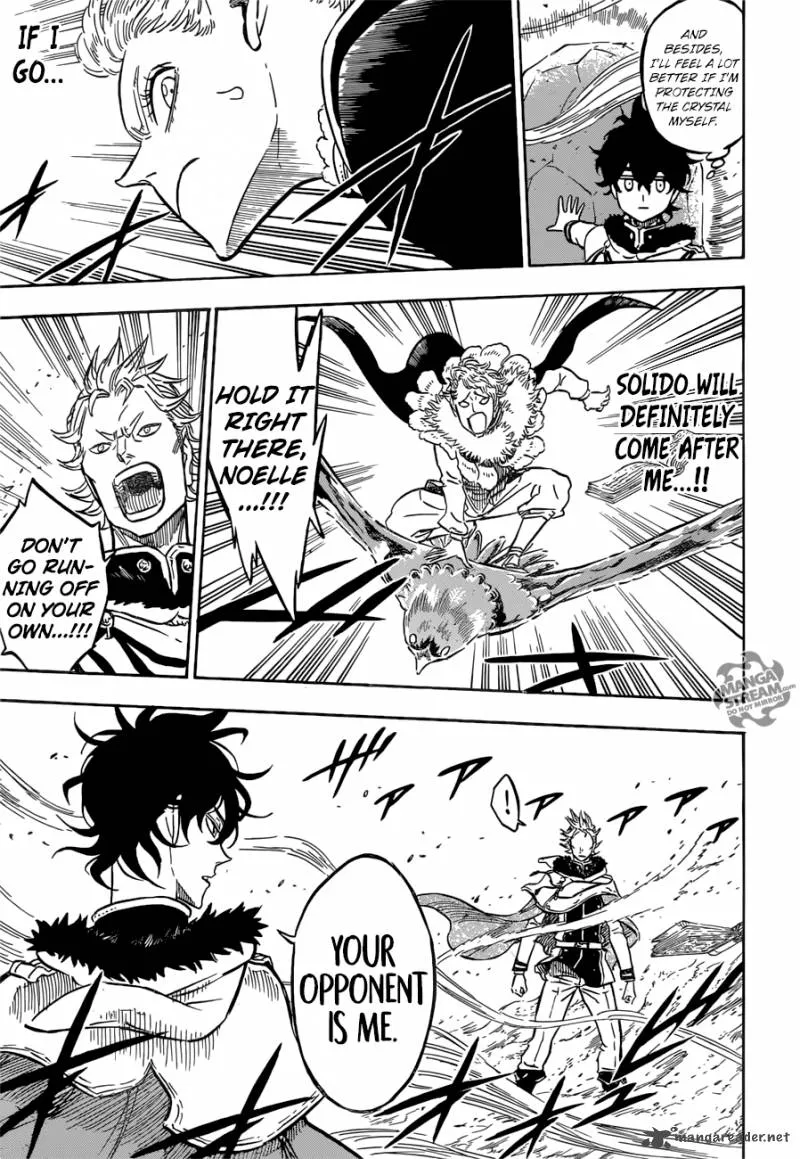 AND
BESIDES,
I'LL FEEL A LOT
BETTER IF I'M
PROTECTING
THE CRYSTAL
MYSELF.
IF I
GO...
SOLIDO WILL
DEFINITELY
COME AFTER
ME...!!
HOLD IT
RIGHT
THERE,
NOELLE
...!!!
DON'T
GO RUN-
NING OFF
ON YOUR
OWN...!!!
MANGA
STREAM.com
DO NOT MIRROR
!
YOUR
OPPONENT
IS ME.
mangareader.net